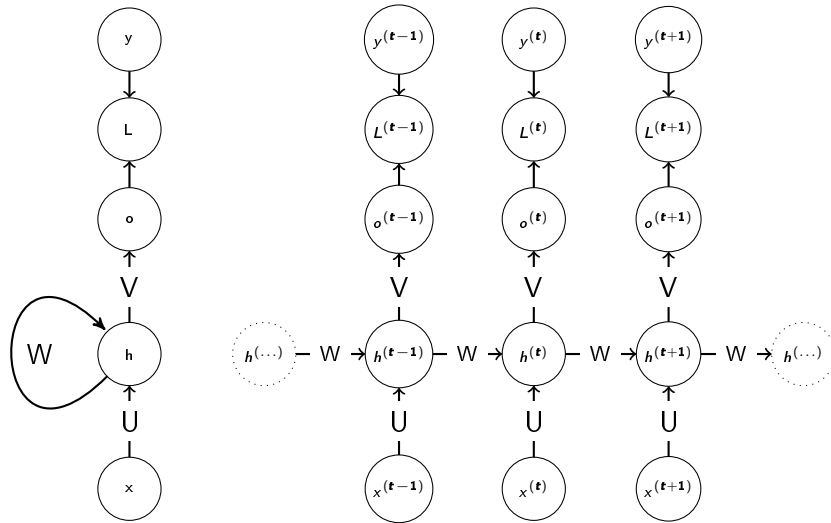 y y^(t−1) y^(t) y^(t+1)
L L^(t−1) L^(t) L^(t+1)
o o^(t−1) o^(t) o^(t+1)
V V V V
W h h^(...) W h^(t−1) W h^(t) W h^(t+1) W h^(...)
U U U U
x x^(t−1) x^(t) x^(t+1)